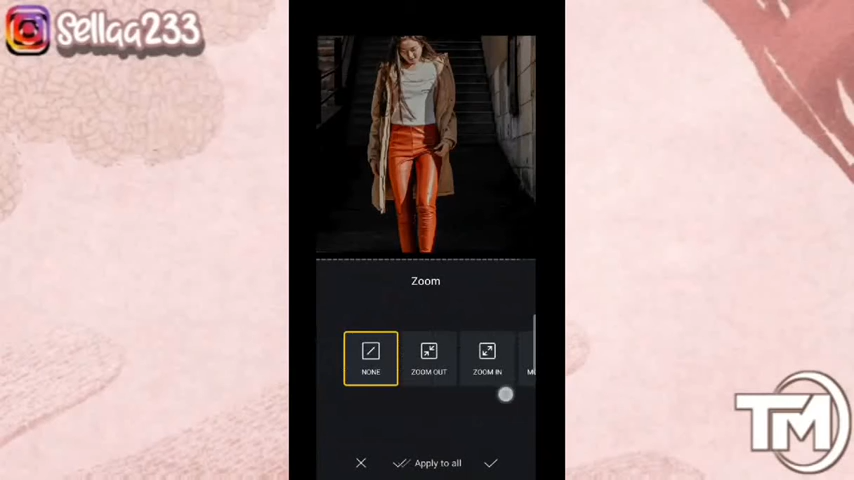 Sellaa233
Zoom
NONE
ZOOM OUT
ZOOM IN
Apply to all
TM